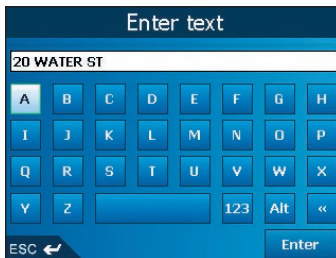 Enter text
20 WATER ST
A B C D E F G H
I J K L M N O P
Q R S T U V W X
Y Z 123 Alt «
ESC Enter